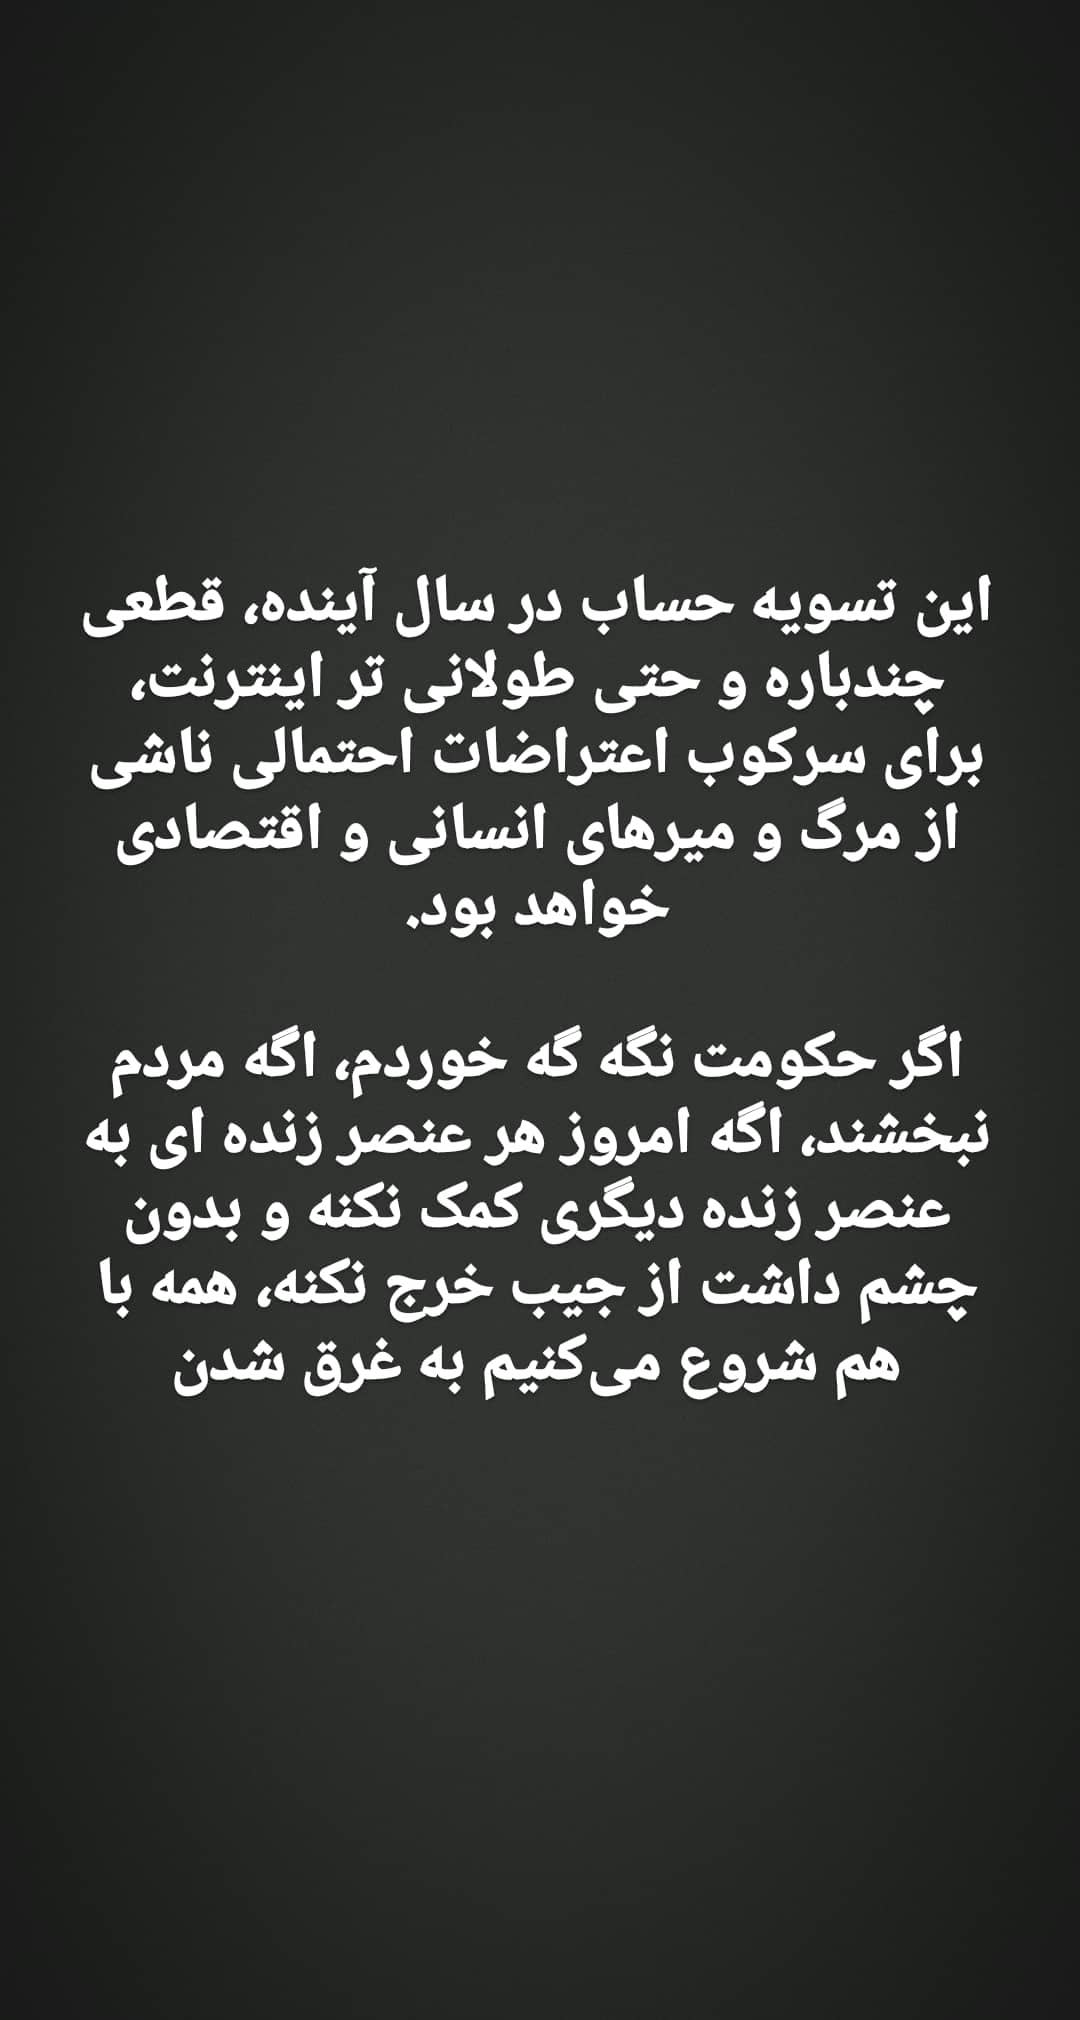 این تسویه حساب در سال آینده، قطعی
چندباره و حتی طولانی تر اینترنت،
برای سرکوب اعتراضات احتمالی ناشی
از مرگ و میرهای انسانی و اقتصادی
خواهد بود.
اگر حکومت نگه گه خوردم، اگه مردم
نبخشند، اگه امروز هر عنصر زنده ای به
عنصر زنده دیگری کمک نکنه و بدون
چشم داشت از جیب خرج نکنه، همه با
هم شروع می‌کنیم به غرق شدن